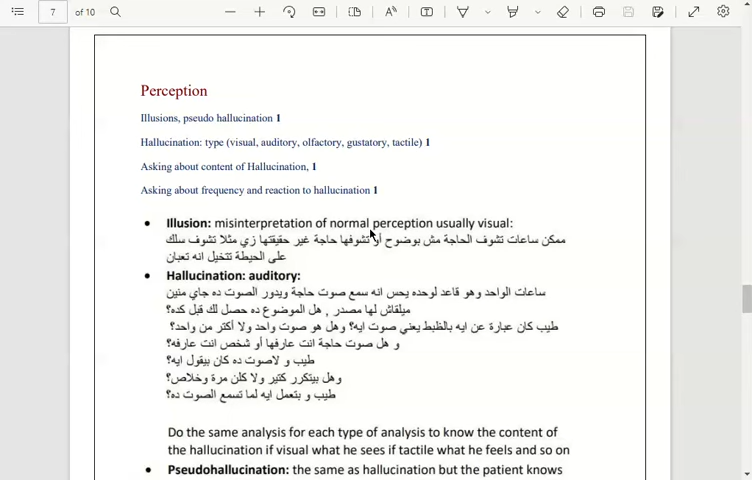 7 of 10
Perception
Illusions, pseudo hallucination 1
Hallucination: type (visual, auditory, olfactory, gustatory, tactile) 1
Asking about content of Hallucination, 1
Asking about frequency and reaction to hallucination 1
• Illusion: misinterpretation of normal perception usually visual:
ممكن ساعات تشوف الحاجة مش بوضوح أو تشوفها حاجة غير حقيقتها زي مثلا تشوف سلك
على الحيطة تتخيل انه تعبان
• Hallucination: auditory:
ساعات الواحد وهو قاعد لوحده يحس انه سمع صوت حاجة ويدور الصوت ده جاي منين
ميلقاش لها مصدر , هل الموضوع ده حصل لك قبل كده؟
طيب كان عبارة عن ايه بالظبط يعني صوت ايه؟ وهل هو صوت واحد ولا أكتر من واحد؟
و هل صوت حاجة انت عارفها أو شخص انت عارفه؟
طيب و لاصوت ده كان بيقول ايه؟
وهل بيتكرر كتير ولا كلن مرة وخلاص؟
طيب و بتعمل ايه لما تسمع الصوت ده؟
Do the same analysis for each type of analysis to know the content of
the hallucination if visual what he sees if tactile what he feels and so on
• Pseudohallucination: the same as hallucination but the patient knows